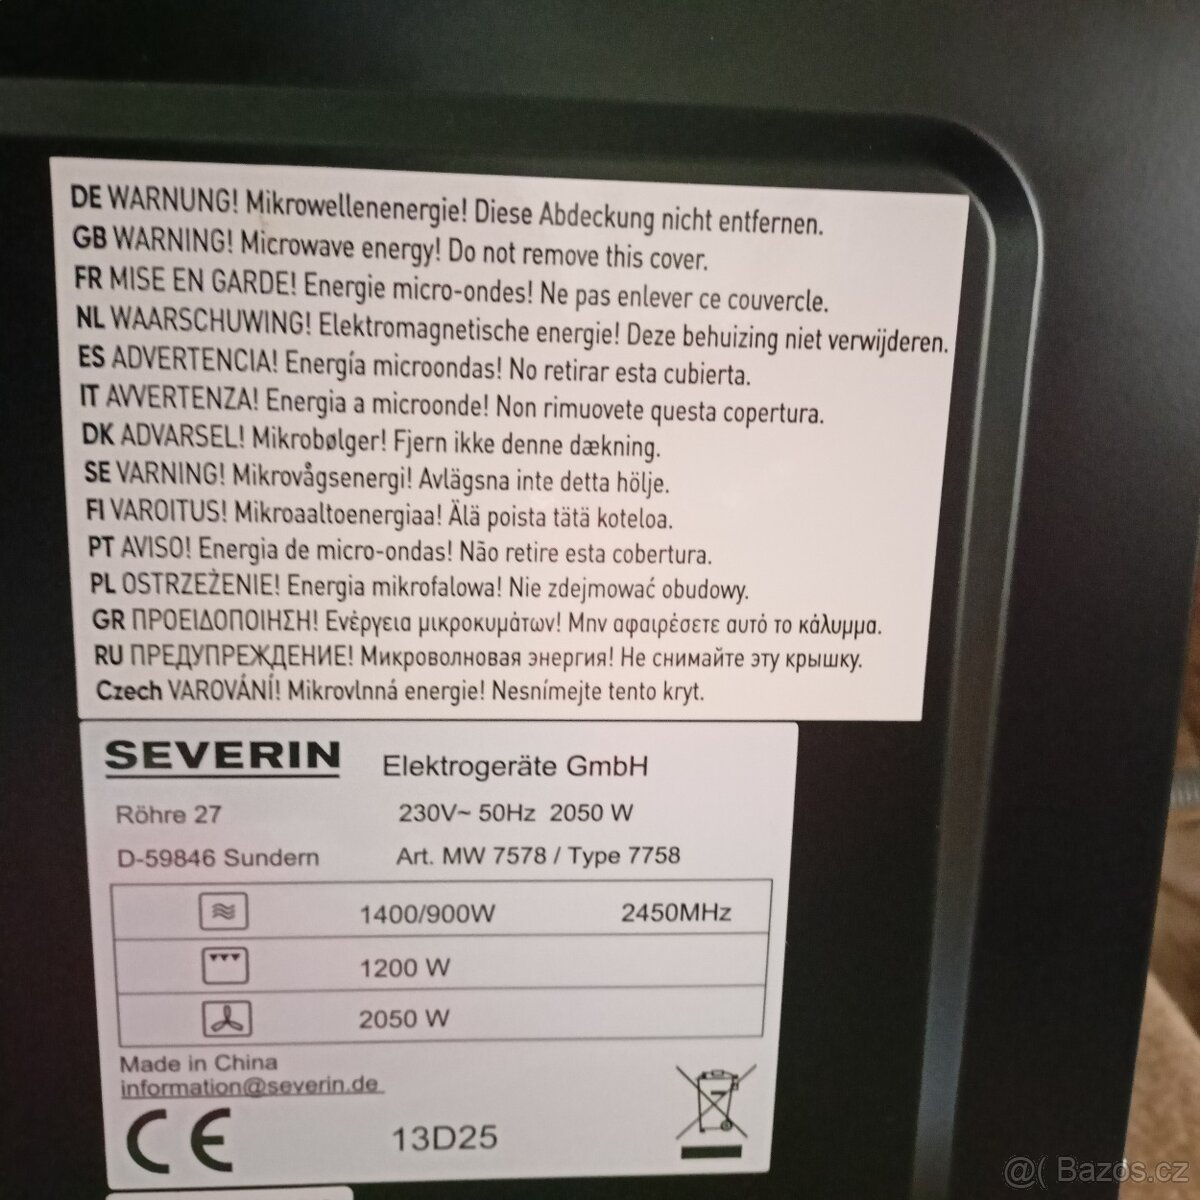 DE WARNUNG! Mikrowellenenergie! Diese Abdeckung nicht entfernen.
GB WARNING! Microwave energy! Do not remove this cover.
FR MISE EN GARDE! Energie micro-ondes! Ne pas enlever ce couvercle.
NL WAARSCHUWING! Elektromagnetische energie! Deze behuizing niet verwijderen.
ES ADVERTENCIA! Energía microondas! No retirar esta cubierta.
IT AVVERTENZA! Energia a microonde! Non rimuovete questa copertura.
DK ADVARSEL! Mikrobølger! Fjern ikke denne dækning.
SE VARNING! Mikrovågsenergi! Avlägsna inte detta hölje.
FI VAROITUS! Mikroaaltoenergiaa! Älä poista tätä koteloa.
PT AVISO! Energia de micro-ondas! Não retire esta cobertura.
PL OSTRZEŻENIE! Energia mikrofalowa! Nie zdejmować obudowy.
GR ΠΡΟΕΙΔΟΠΟΙΗΣΗ! Ενέργεια μικροκυμάτων! Μην αφαιρέσετε αυτό το κάλυμμα.
RU ПРЕДУПРЕЖДЕНИЕ! Микроволновая энергия! Не снимайте эту крышку.
Czech VAROVÁNÍ! Mikrovlnná energie! Nesnímejte tento kryt.
SEVERIN Elektrogeräte GmbH
Röhre 27 230V~ 50Hz 2050 W
D-59846 Sundern Art. MW 7578 / Type 7758
1400/900W 2450MHz
1200 W
2050 W
Made in China
information@severin.de
CE 13D25
@( Bazos.cz